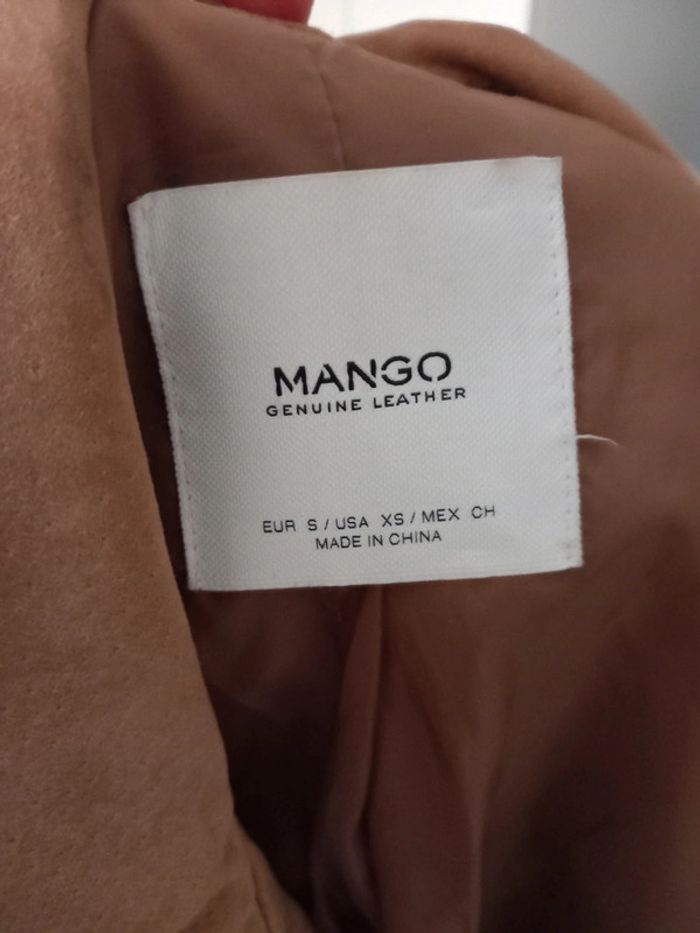 MANGO
GENUINE LEATHER
EUR S / USA XS / MEX CH
MADE IN CHINA